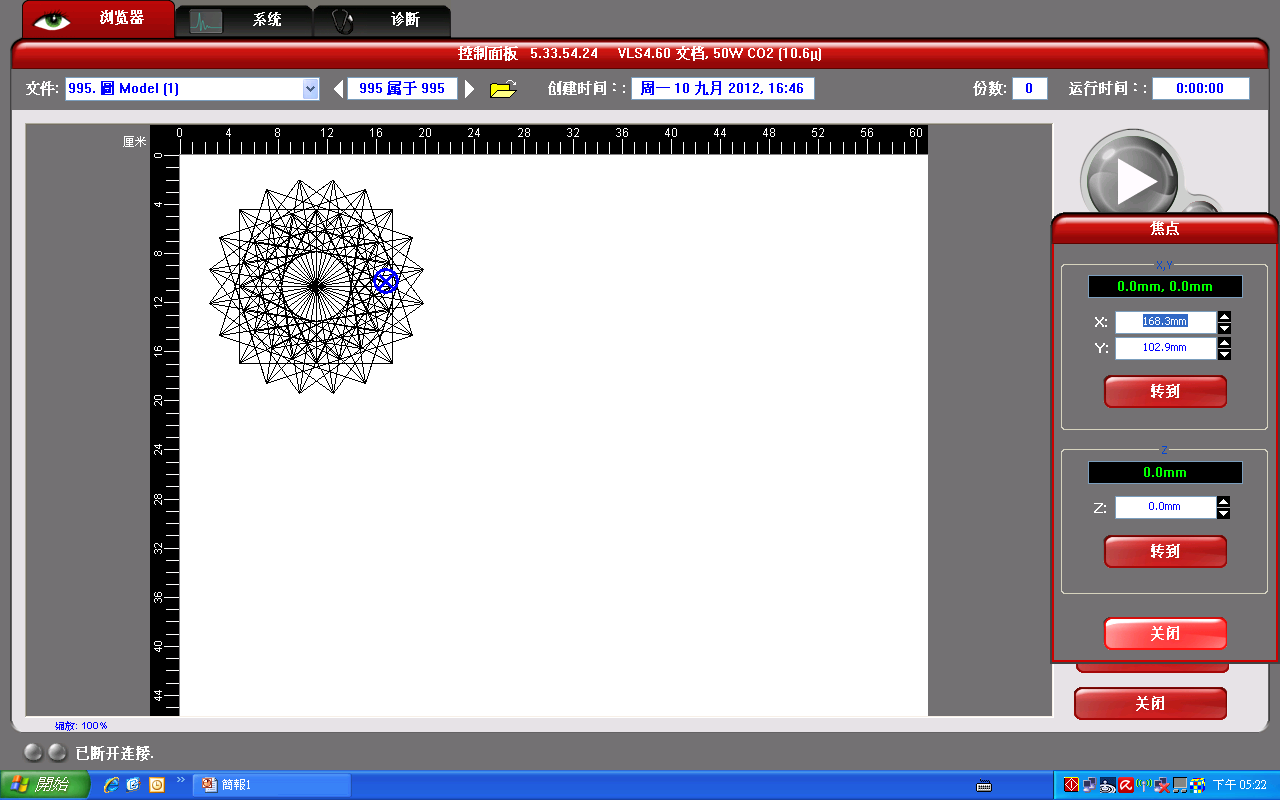 浏览器 系统 诊断
控制面板 5.33.54.24 VLS4.60 文档, 50W CO2 (10.6µ)
文件: 995. 圖 Model (1) 995 属于 995 创建时间：: 周一 10 九月 2012, 16:46 份数: 0 运行时间：: 0:00:00
厘米 0 4 8 12 16 20 24 28 32 36 40 44 48 52 56 60
0
4
8
12
16
20
24
28
32
36
40
44
焦点
X,Y
0.0mm, 0.0mm
X: 168.3mm
Y: 102.9mm
转到
Z
0.0mm
Z: 0.0mm
转到
关闭
关闭
缩放: 100%
已断开连接.
開始 簡報1 下午 05:22